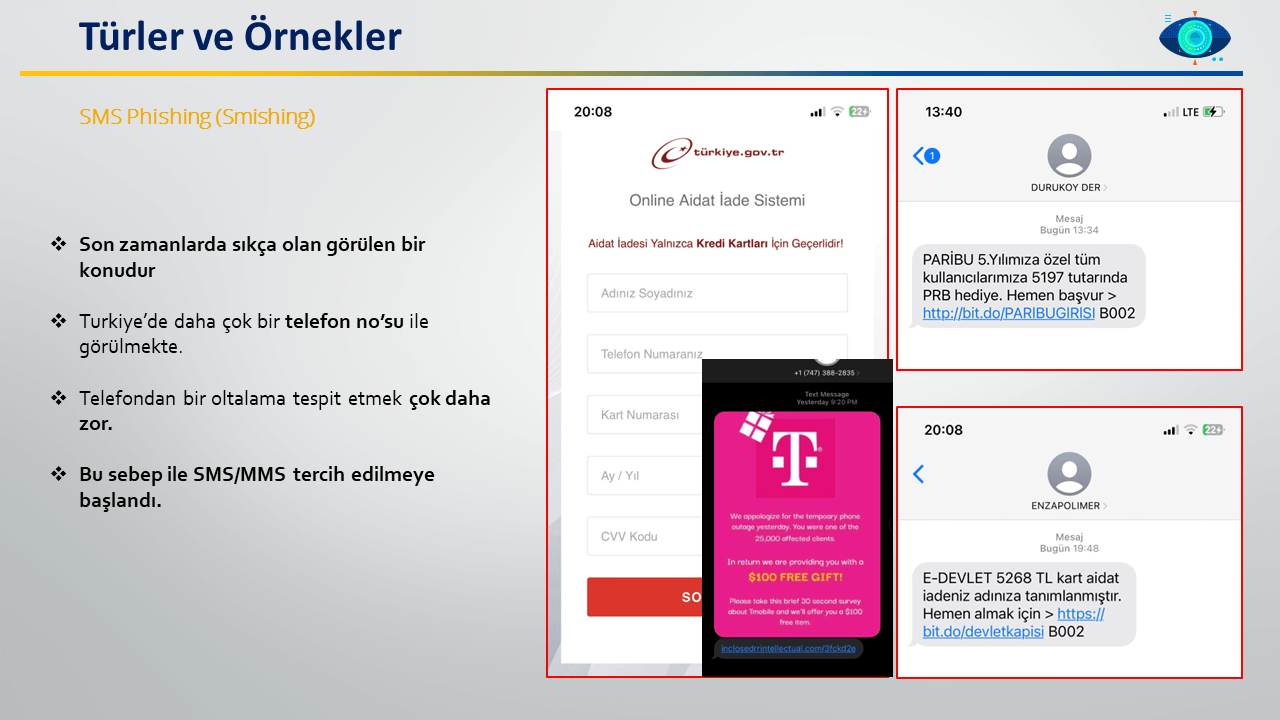 Türler ve Örnekler
SMS Phishing (Smishing)
❖ Son zamanlarda sıkça olan görülen bir
konudur
❖ Turkiye’de daha çok bir telefon no’su ile
görülmekte.
❖ Telefondan bir oltalama tespit etmek çok daha
zor.
❖ Bu sebep ile SMS/MMS tercih edilmeye
başlandı.
20:08
22
türkiye.gov.tr
Online Aidat İade Sistemi
Aidat İadesi Yalnızca Kredi Kartları İçin Geçerlidir!
Adınız Soyadınız
Telefon Numaranız
Kart Numarası
Ay / Yıl
CVV Kodu
SO
+1 (747) 388-2835 >
Text Message
Yesterday 9:20 PM
T
We appologize for the tempoary phone
outage yesterday. You were one of the
25,000 affected clients.
In return we are providing you with a
$100 FREE GIFT!
Please take this brief 30 second survey
about Tmobile and we'll offer you a $100
free item.
inclosedrrintellectual.com/3fckd2e
13:40
LTE
1
DURUKOY DER >
Mesaj
Bugün 13:34
PARİBU 5.Yılımıza özel tüm
kullanıcılarımıza 5197 tutarında
PRB hediye. Hemen başvur >
http://bit.do/PARIBUGIRISI B002
20:08
22
ENZAPOLIMER >
Mesaj
Bugün 19:48
E-DEVLET 5268 TL kart aidat
iadeniz adınıza tanımlanmıştır.
Hemen almak için > https://
bit.do/devletkapisi B002